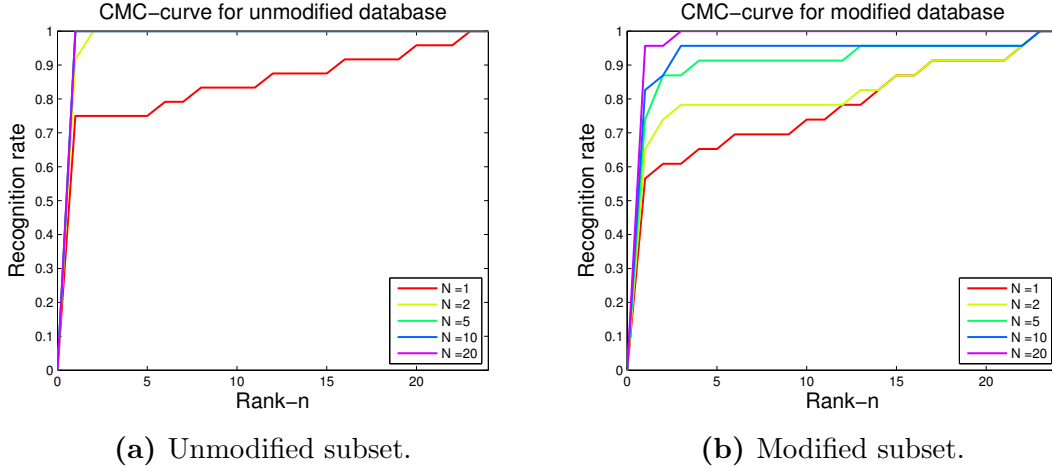 CMC−curve for unmodified database
1
0.9
0.8
0.7
0.6
0.5
0.4
0.3
0.2
0.1
0
Recognition rate
0 5 10 15 20
Rank−n
N =1
N =2
N =5
N =10
N =20
(a) Unmodified subset.
CMC−curve for modified database
1
0.9
0.8
0.7
0.6
0.5
0.4
0.3
0.2
0.1
0
Recognition rate
0 5 10 15 20
Rank−n
N =1
N =2
N =5
N =10
N =20
(b) Modified subset.